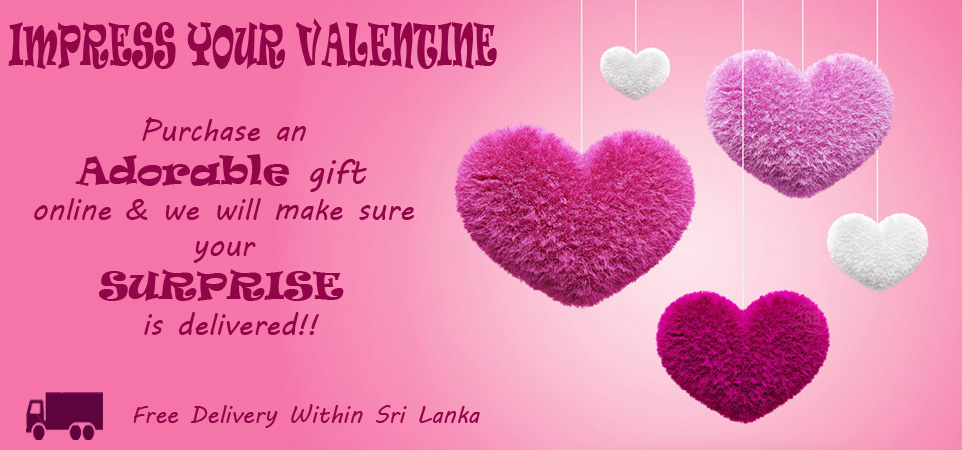 IMPRESS YOUR VALENTINE
Purchase an
Adorable gift
online & we will make sure
your
SURPRISE
is delivered!!
Free Delivery Within Sri Lanka